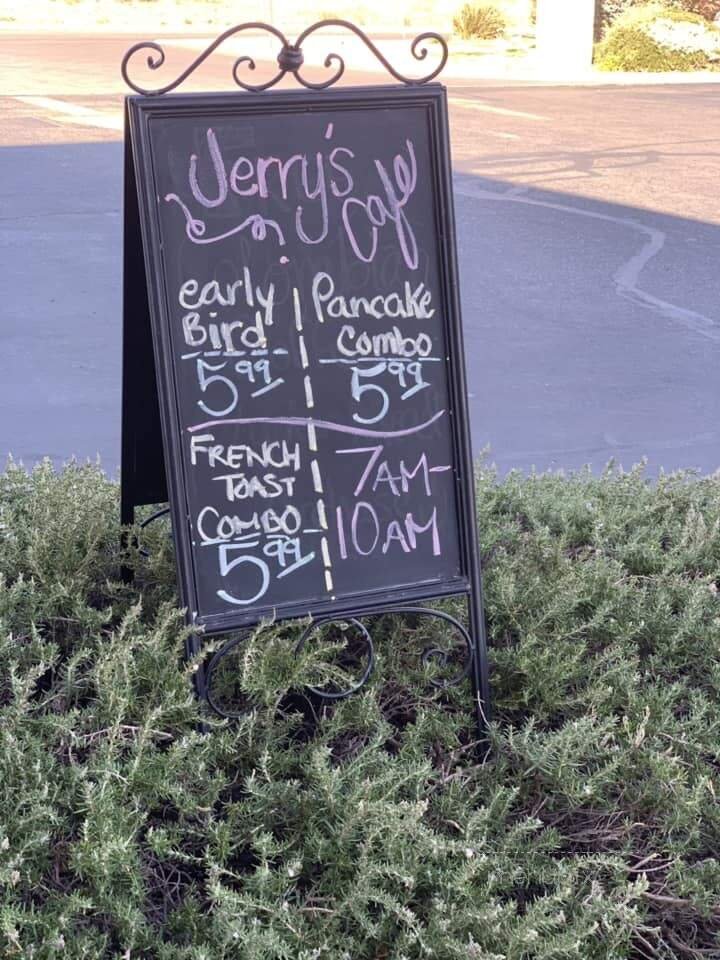 Jerry's
Café
early
Bird
5.99
Pancake
Combo
5.99
FRENCH
TOAST
COMBO
5.99
7AM-
10AM